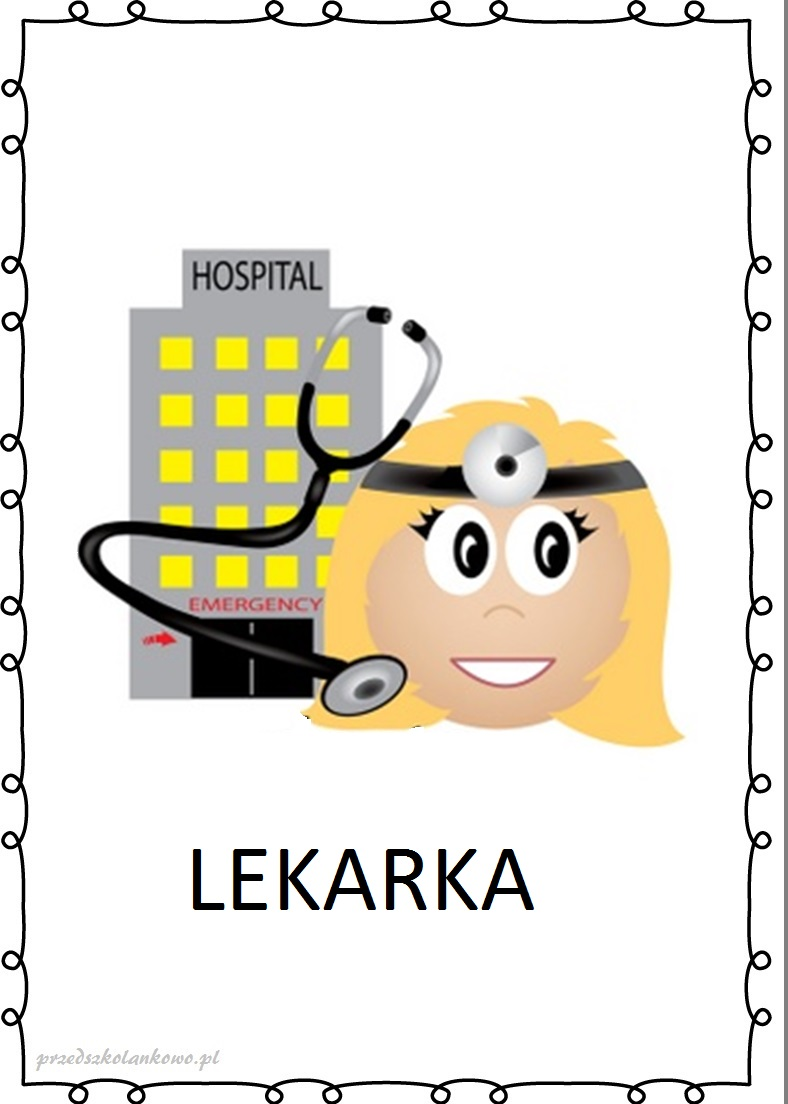 HOSPITAL
EMERGENCY
LEKARKA
przedszkolankowo.pl